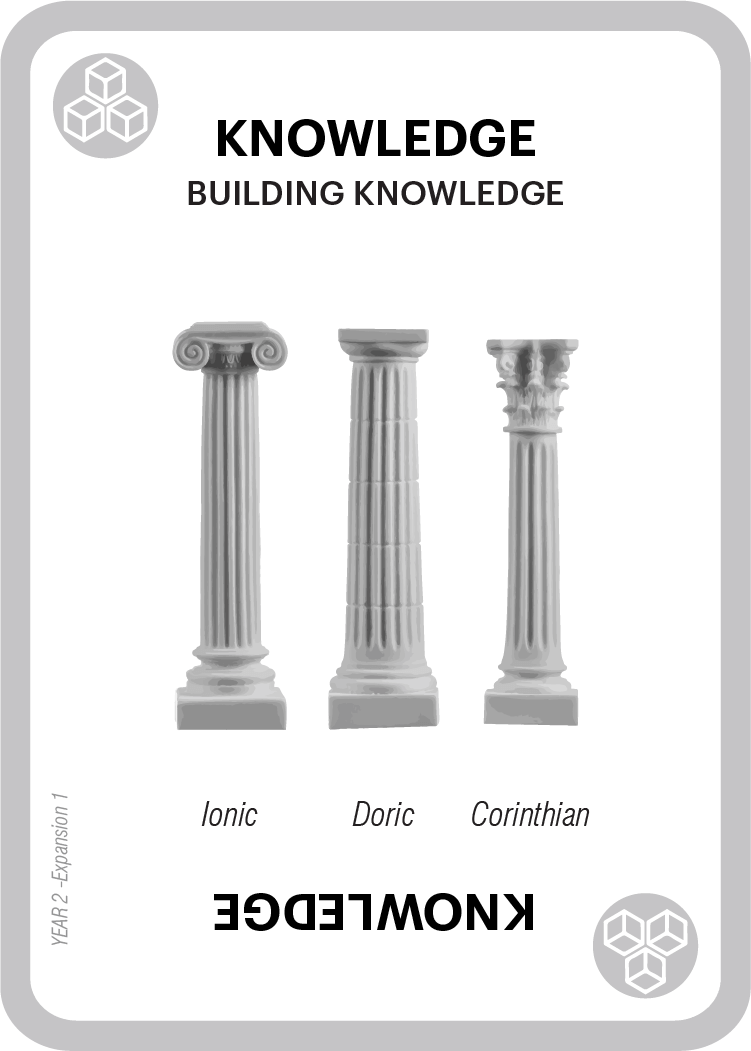 KNOWLEDGE
BUILDING KNOWLEDGE
Ionic
Doric
Corinthian
YEAR 2 -Expansion 1
KNOWLEDGE